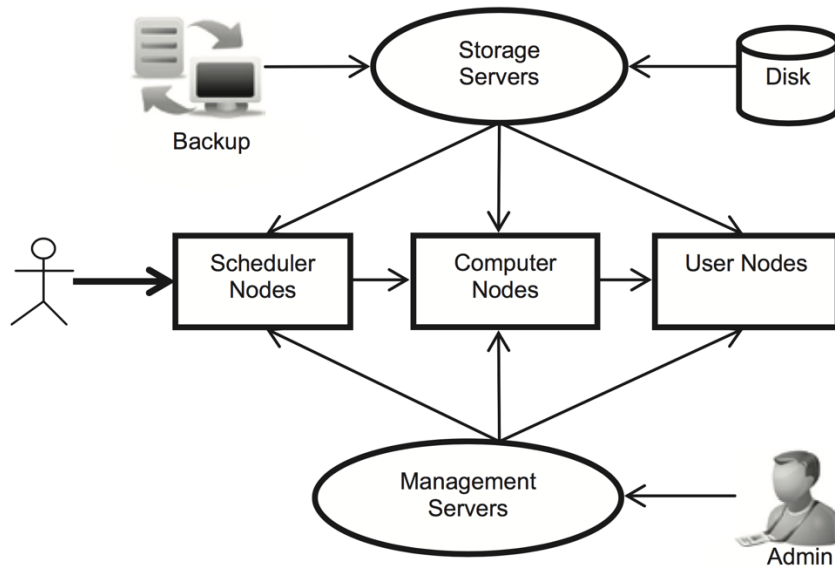 Storage
Servers
Disk
Backup
Scheduler
Nodes
Computer
Nodes
User Nodes
Management
Servers
Admin